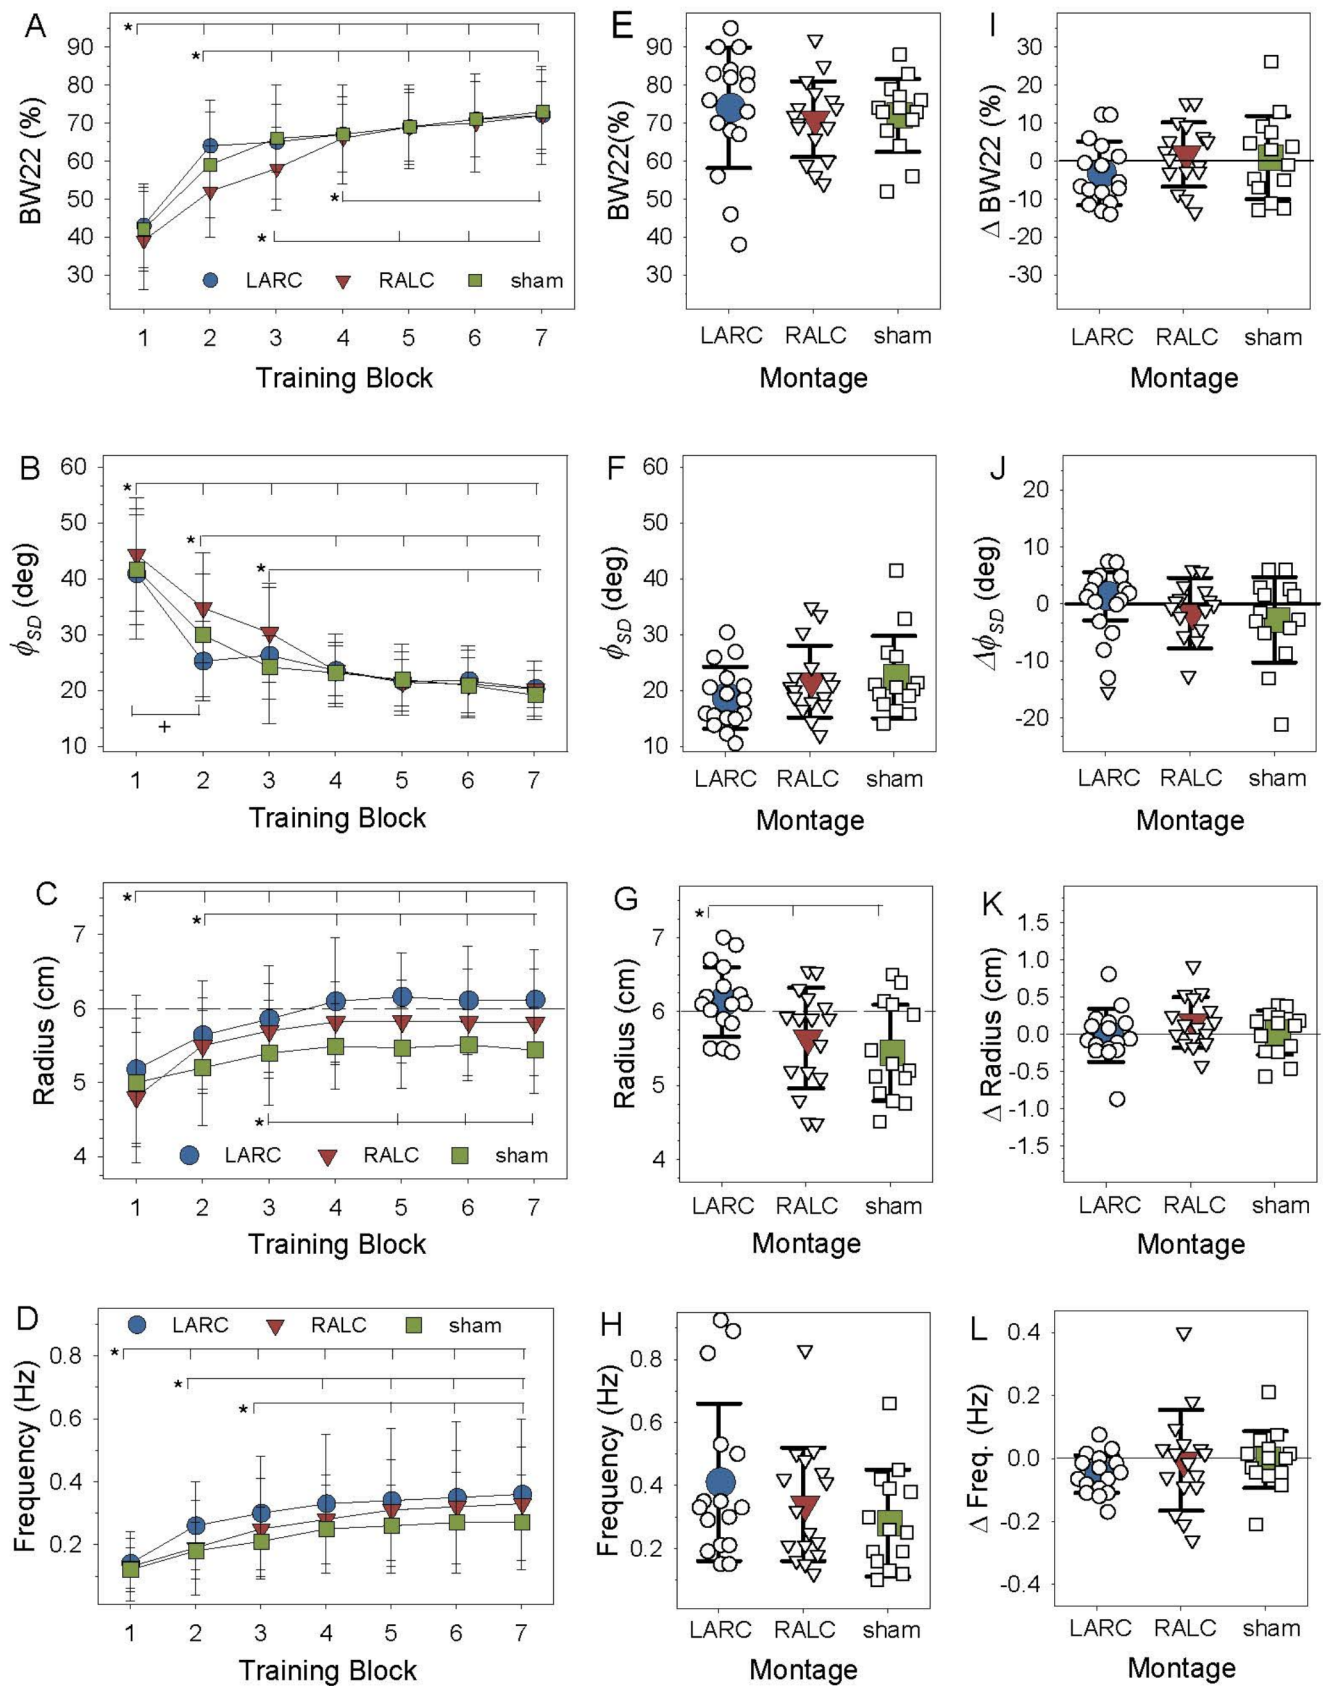 A
BW22 (%)
90
80
70
60
50
40
30
*
*
*
*
LARC RALC sham
1 2 3 4 5 6 7
Training Block
E
BW22(%)
90
80
70
60
50
40
30
LARC RALC sham
Montage
I
Δ BW22 (%)
30
20
10
0
-10
-20
-30
LARC RALC sham
Montage
B
ϕSD (deg)
60
50
40
30
20
10
*
*
*
+
1 2 3 4 5 6 7
Training Block
F
ϕSD (deg)
60
50
40
30
20
10
LARC RALC sham
Montage
J
ΔϕSD (deg)
20
10
0
-10
-20
LARC RALC sham
Montage
C
Radius (cm)
7
6
5
4
*
*
*
LARC RALC sham
1 2 3 4 5 6 7
Training Block
G
Radius (cm)
7
6
5
4
*
LARC RALC sham
Montage
K
Δ Radius (cm)
1.5
1.0
0.5
0.0
-0.5
-1.0
-1.5
LARC RALC sham
Montage
D
Frequency (Hz)
0.8
0.6
0.4
0.2
LARC RALC sham
*
*
*
1 2 3 4 5 6 7
Training Block
H
Frequency (Hz)
0.8
0.6
0.4
0.2
LARC RALC sham
Montage
L
Δ Freq. (Hz)
0.4
0.2
0.0
-0.2
-0.4
LARC RALC sham
Montage